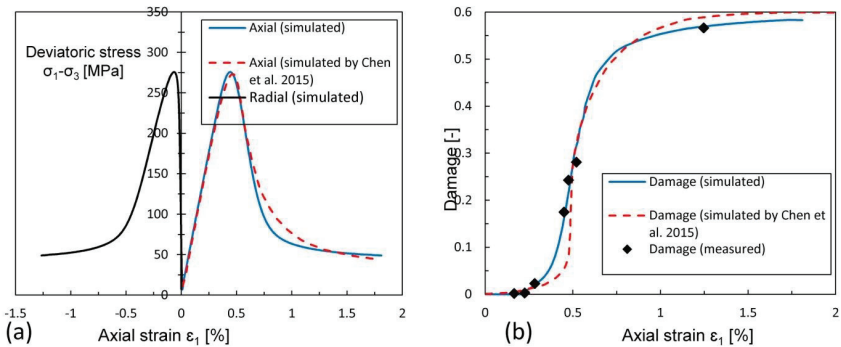 350
300
250
200
150
100
50
0
Deviatoric stress
σ1-σ3 [MPa]
Axial (simulated)
Axial (simulated by Chen
et al. 2015)
Radial (simulated)
-1.5 -1 -0.5 0 0.5 1 1.5 2
Axial strain ε1 [%]
(a)
0.6
0.5
0.4
0.3
0.2
0.1
0
Damage [-]
Damage (simulated)
Damage (simulated by Chen et
al. 2015)
Damage (measured)
0 0.5 1 1.5 2
Axial strain ε1 [%]
(b)